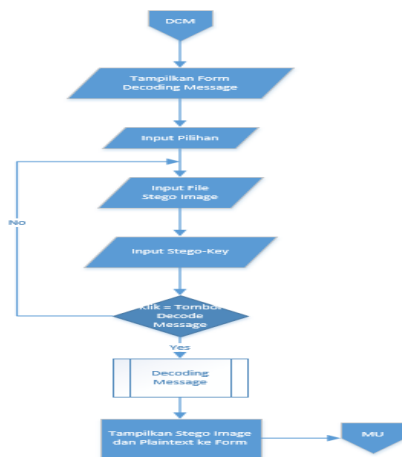 DCM
Tampilkan Form
Decoding Message
Input Pilihan
Input File
Stego Image
No
Input Stego-Key
Klik = Tombol
Decode
Message
Yes
Decoding
Message
Tampilkan Stego Image
dan Plaintext ke Form
MU